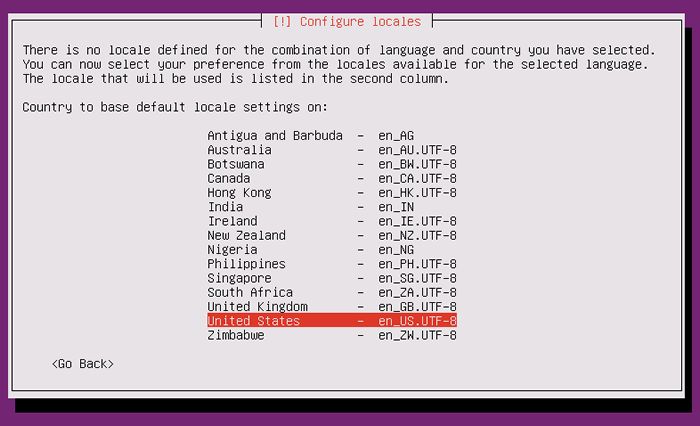 [!] Configure locales
There is no locale defined for the combination of language and country you have selected.
You can now select your preference from the locales available for the selected language.
The locale that will be used is listed in the second column.
Country to base default locale settings on:
Antigua and Barbuda - en_AG
Australia - en_AU.UTF-8
Botswana - en_BW.UTF-8
Canada - en_CA.UTF-8
Hong Kong - en_HK.UTF-8
India - en_IN
Ireland - en_IE.UTF-8
New Zealand - en_NZ.UTF-8
Nigeria - en_NG
Philippines - en_PH.UTF-8
Singapore - en_SG.UTF-8
South Africa - en_ZA.UTF-8
United Kingdom - en_GB.UTF-8
United States - en_US.UTF-8
Zimbabwe - en_ZW.UTF-8
<Go Back>